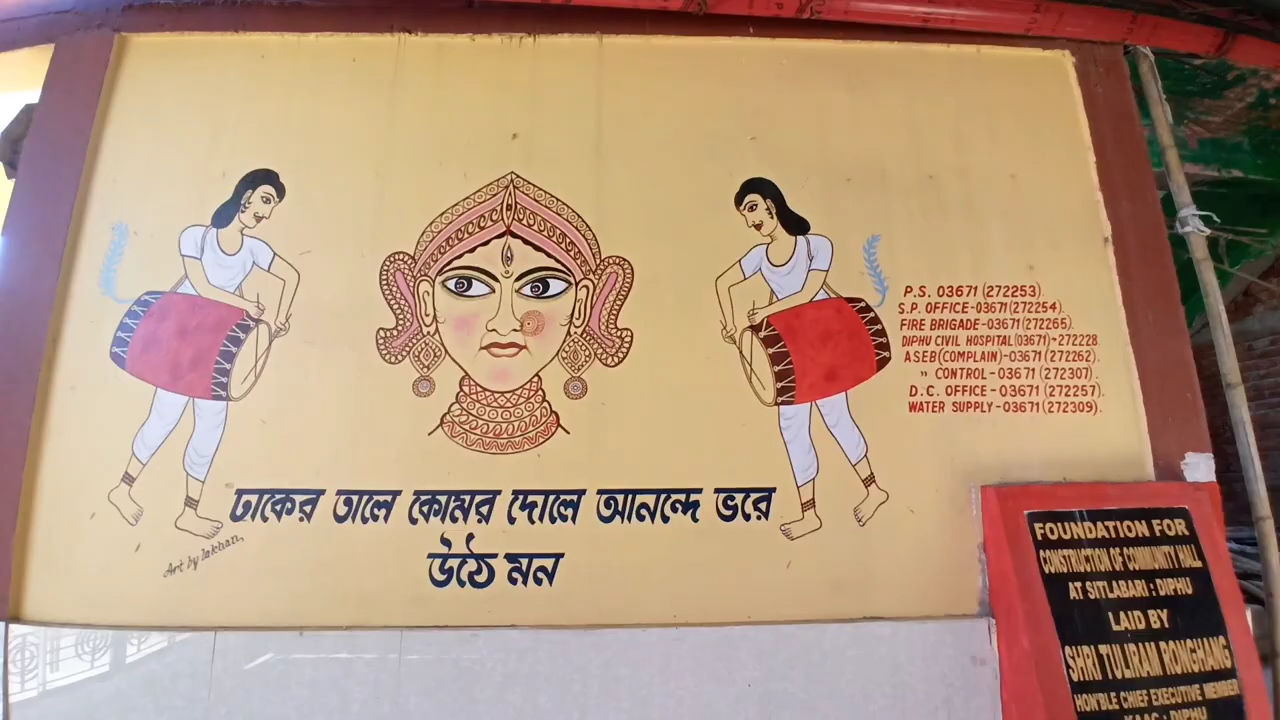 P.S. 03671 (272253).
S.P. OFFICE-03671(272254).
FIRE BRIGADE-03671(272265).
DIPHU CIVIL HOSPITAL(03671)-272228.
ASEB(COMPLAIN)-03671(272262).
" CONTROL-03671(272307).
D.C. OFFICE-03671(272257).
WATER SUPPLY-03671(272309).
ঢাকের তালে কোমর দোলে আনন্দে ভরে
উঠে মন
Art by lakhan
FOUNDATION FOR
CONSTRUCTION OF COMMUNITY HALL
AT SITLABARI : DIPHU
LAID BY
SHRI TULIRAM RONGHANG
HON'BLE CHIEF EXECUTIVE MEMBER
: DIPHU